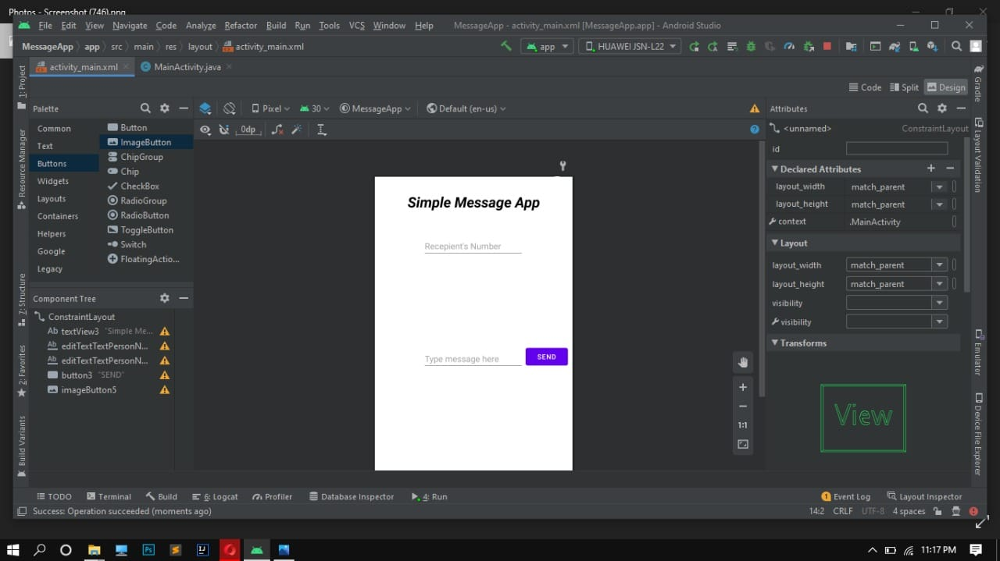 Photos - Screenshot (746).png
File Edit View Navigate Code Analyze Refactor Build Run Tools VCS Window Help MessageApp - activity_main.xml [MessageApp.app] - Android Studio
MessageApp app src main res layout activity_main.xml app HUAWEI JSN-L22
activity_main.xml MainActivity.java
Code Split Design
1: Project
Resource Manager
7: Structure
2: Favorites
Build Variants
Palette
Common
Text
Buttons
Widgets
Layouts
Containers
Helpers
Google
Legacy
Button
ImageButton
ChipGroup
Chip
CheckBox
RadioGroup
RadioButton
ToggleButton
Switch
FloatingActio...
Component Tree
ConstraintLayout
Ab textView3 "Simple Me...
Ab editTextTextPersonN...
Ab editTextTextPersonN...
button3 "SEND"
imageButton5
Pixel 30 MessageApp Default (en-us)
0dp
Simple Message App
Recepient's Number
Type message here SEND
1:1
Attributes
<unnamed> ConstraintLayout
id
Declared Attributes
layout_width match_parent
layout_height match_parent
context .MainActivity
Layout
layout_width match_parent
layout_height match_parent
visibility
visibility
Transforms
View
Gradle
Layout Validation
Emulator
Device File Explorer
TODO Terminal Build 6: Logcat Profiler Database Inspector 4: Run 1 Event Log Layout Inspector
Success: Operation succeeded (moments ago) 14:2 CRLF UTF-8 4 spaces
Ps IJ 11:17 PM